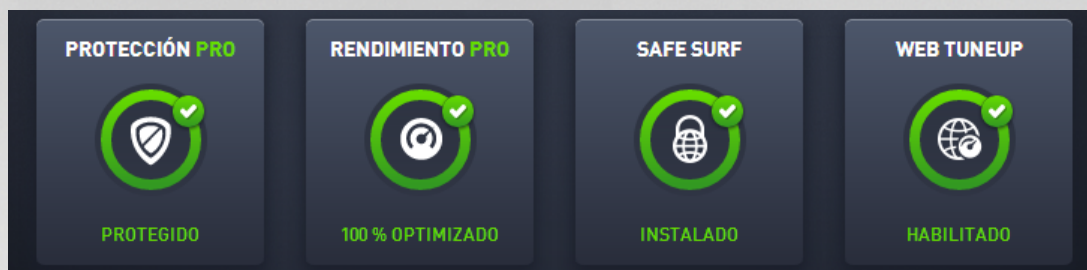 PROTECCIÓN PRO
PROTEGIDO
RENDIMIENTO PRO
100 % OPTIMIZADO
SAFE SURF
INSTALADO
WEB TUNEUP
HABILITADO